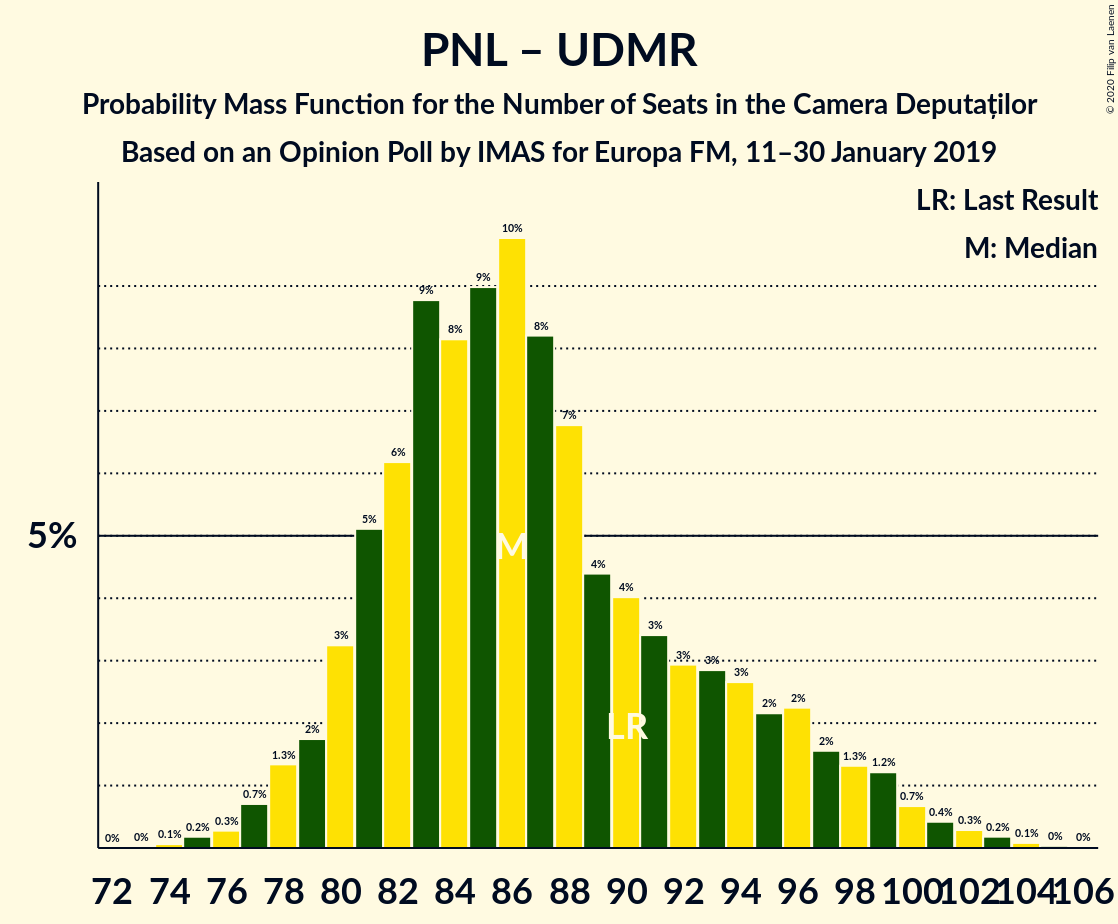 PNL – UDMR
Probability Mass Function for the Number of Seats in the Camera Deputaților
Based on an Opinion Poll by IMAS for Europa FM, 11–30 January 2019
© 2020 Filip van Laenen
LR: Last Result
M: Median
5%
0% 0% 0.1% 0.2% 0.3% 0.7% 1.3% 2% 3% 5% 6% 9% 8% 9% 10% 8% 7% 4% 4% 3% 3% 3% 3% 2% 2% 2% 1.3% 1.2% 0.7% 0.4% 0.3% 0.2% 0.1% 0% 0%
M
LR
72 74 76 78 80 82 84 86 88 90 92 94 96 98 100 102 104 106